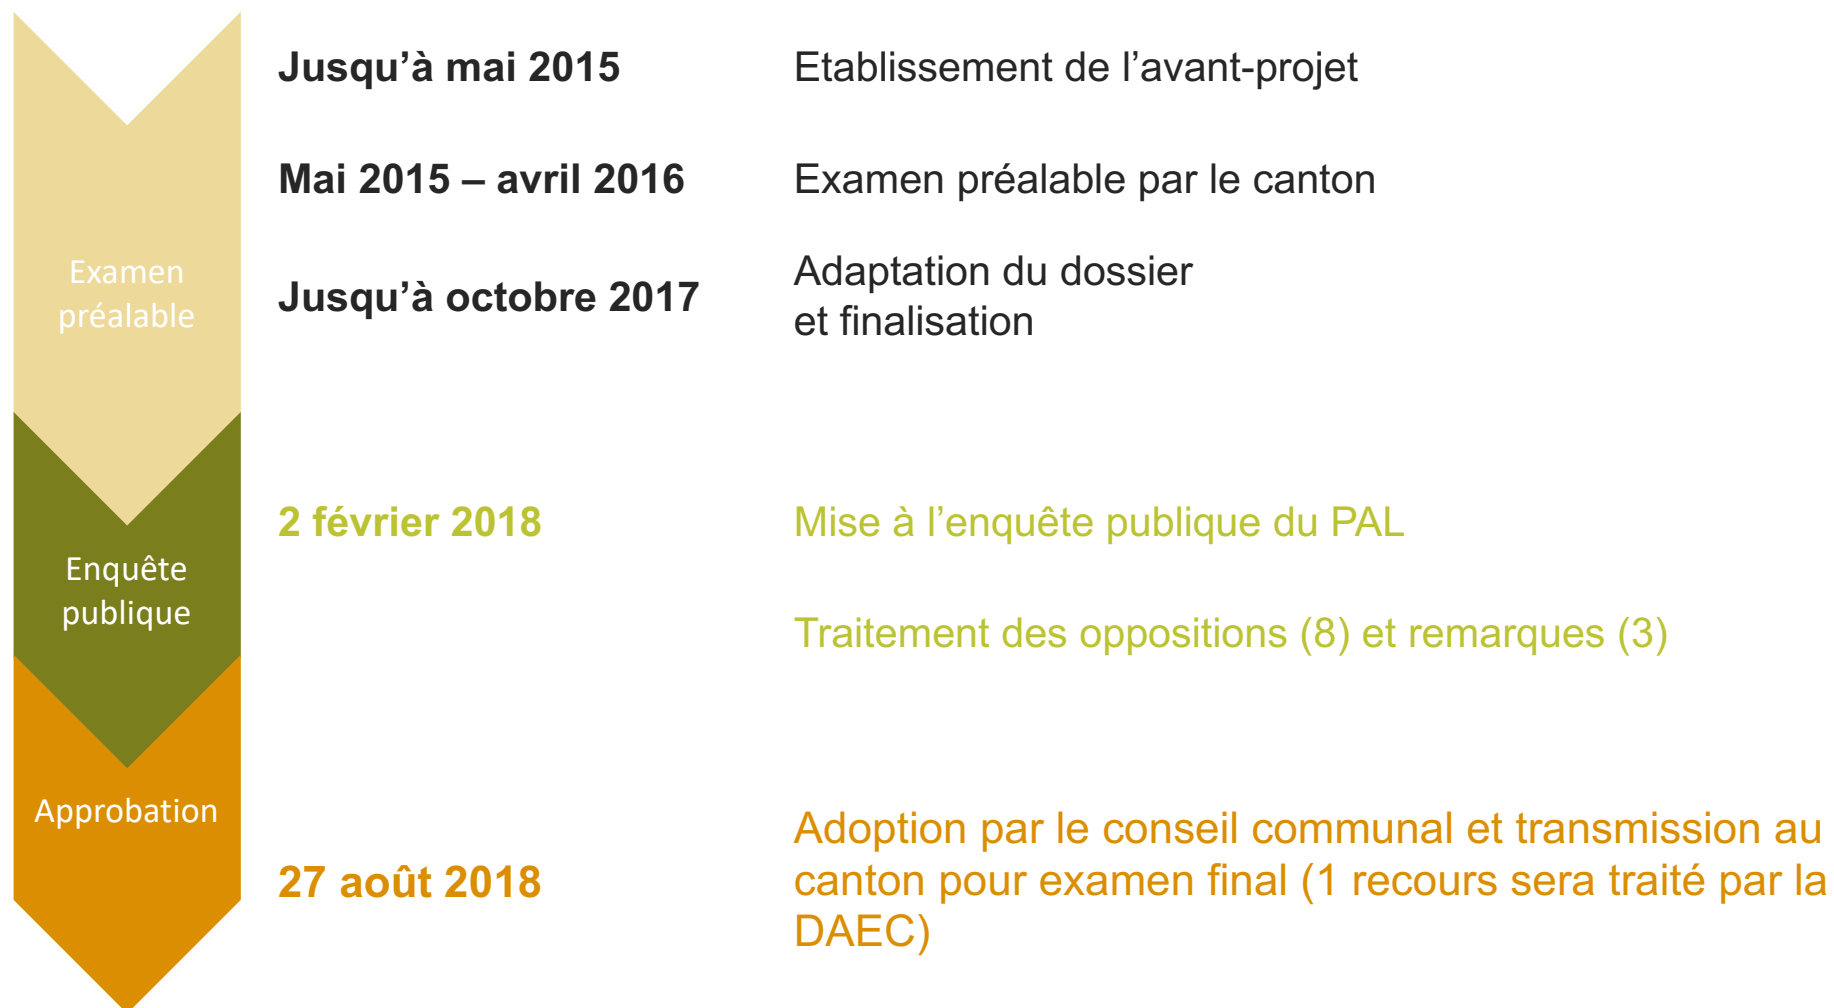 Jusqu’à mai 2015
Etablissement de l’avant-projet
Mai 2015 – avril 2016
Examen préalable par le canton
Examen
préalable
Jusqu’à octobre 2017
Adaptation du dossier
et finalisation
2 février 2018
Mise à l’enquête publique du PAL
Enquête
publique
Traitement des oppositions (8) et remarques (3)
Approbation
27 août 2018
Adoption par le conseil communal et transmission au
canton pour examen final (1 recours sera traité par la
DAEC)